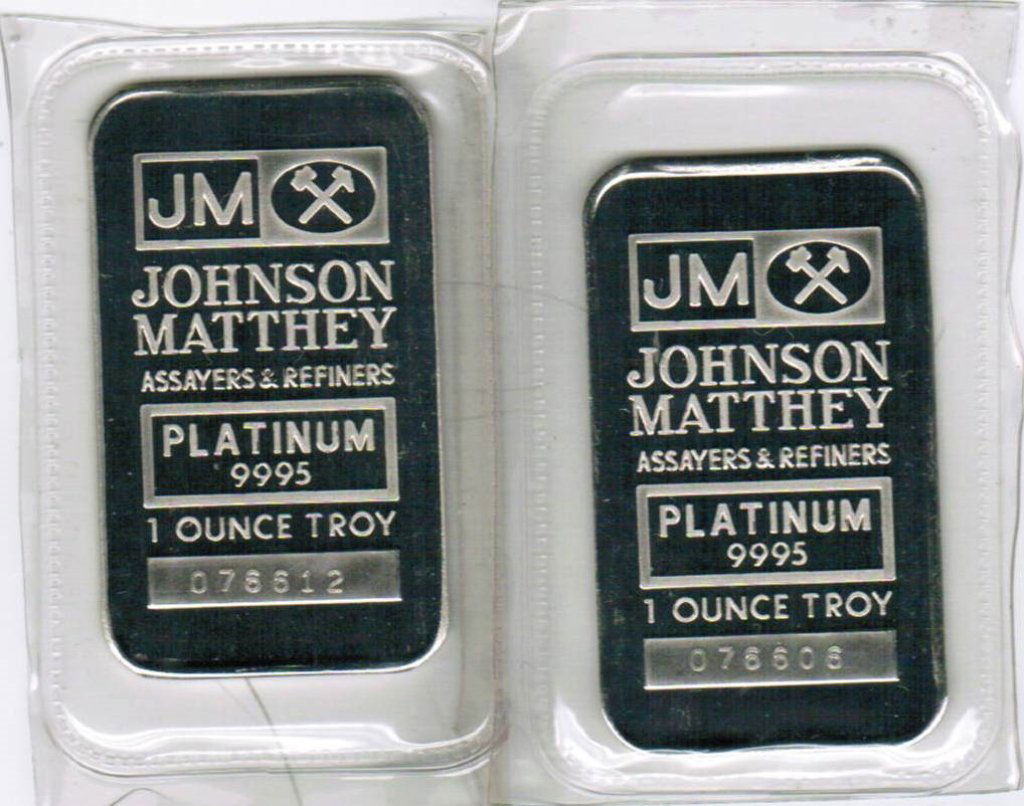 JM
JOHNSON
MATTHEY
ASSAYERS & REFINERS
PLATINUM
9995
1 OUNCE TROY
076612
JM
JOHNSON
MATTHEY
ASSAYERS & REFINERS
PLATINUM
9995
1 OUNCE TROY
076606